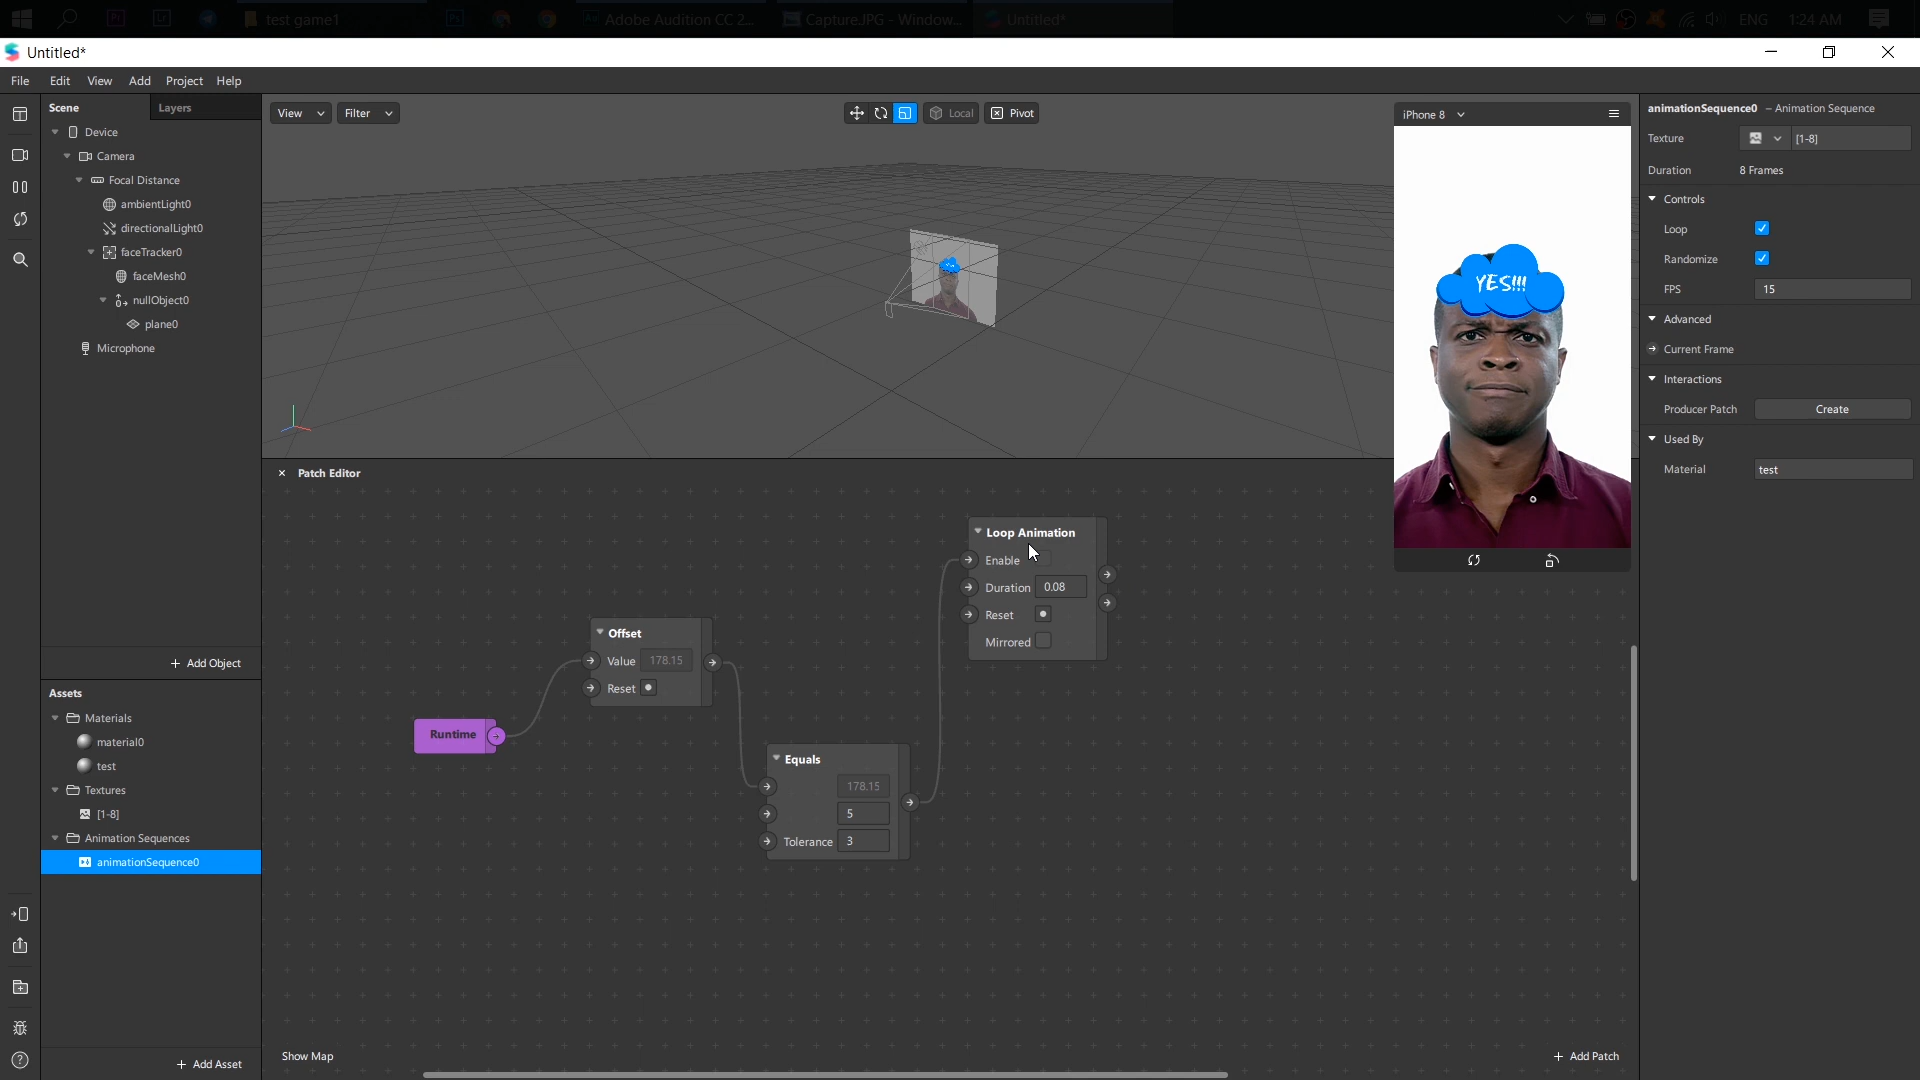 test game1
Adobe Audition CC 2...
Capture.JPG - Window...
Untitled*
ENG
1:24 AM
Untitled*
File Edit View Add Project Help
Scene
Layers
Device
Camera
Focal Distance
ambientLight0
directionalLight0
faceTracker0
faceMesh0
nullObject0
plane0
Microphone
+ Add Object
Assets
Materials
material0
test
Textures
[1-8]
Animation Sequences
animationSequence0
+ Add Asset
View
Filter
Local
Pivot
Patch Editor
Runtime
Offset
Value 178.15
Reset
Equals
178.15
5
Tolerance 3
Loop Animation
Enable
Duration 0.08
Reset
Mirrored
Show Map
+ Add Patch
iPhone 8
YES!!!
animationSequence0 – Animation Sequence
Texture [1-8]
Duration 8 Frames
Controls
Loop
Randomize
FPS 15
Advanced
Current Frame
Interactions
Producer Patch Create
Used By
Material test